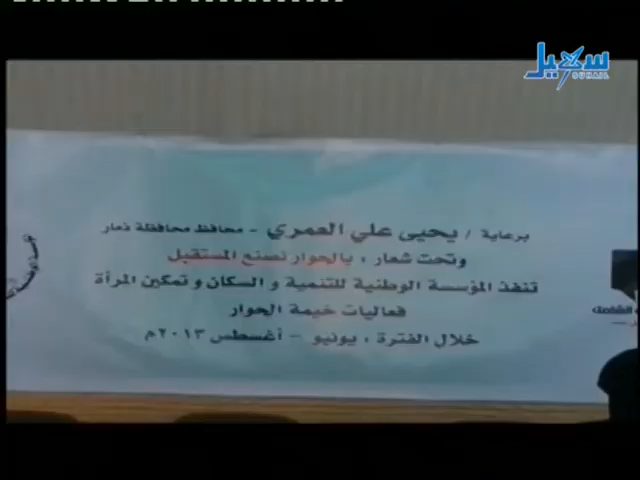 سهيل
SUHAIL
برعاية / يحيى علي العمري - محافظ محافظة ذمار
وتحت شعار ، بالحوار نصنع المستقبل
تنفذ المؤسسة الوطنية للتنمية و السكان و تمكين المرأة
فعاليات خيمة الحوار
خلال الفترة ، يونيو - أغسطس ٢٠١٣م